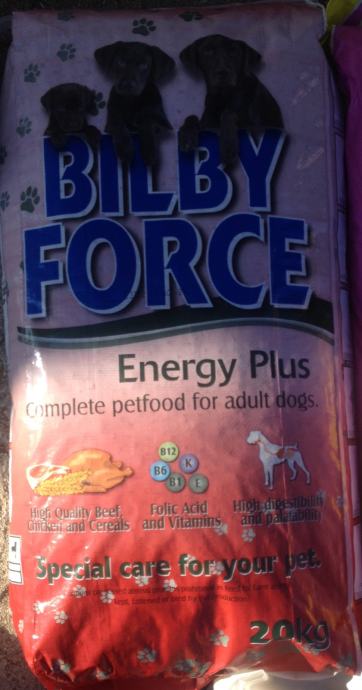 BILBY
FORCE
Energy Plus
Complete petfood for adult dogs.
B12
B6 K
B1 E
High Quality Beef, Folic Acid High digestibility
Chicken and Cereals and Vitamins and palatability
Special care for your pet.
20kg